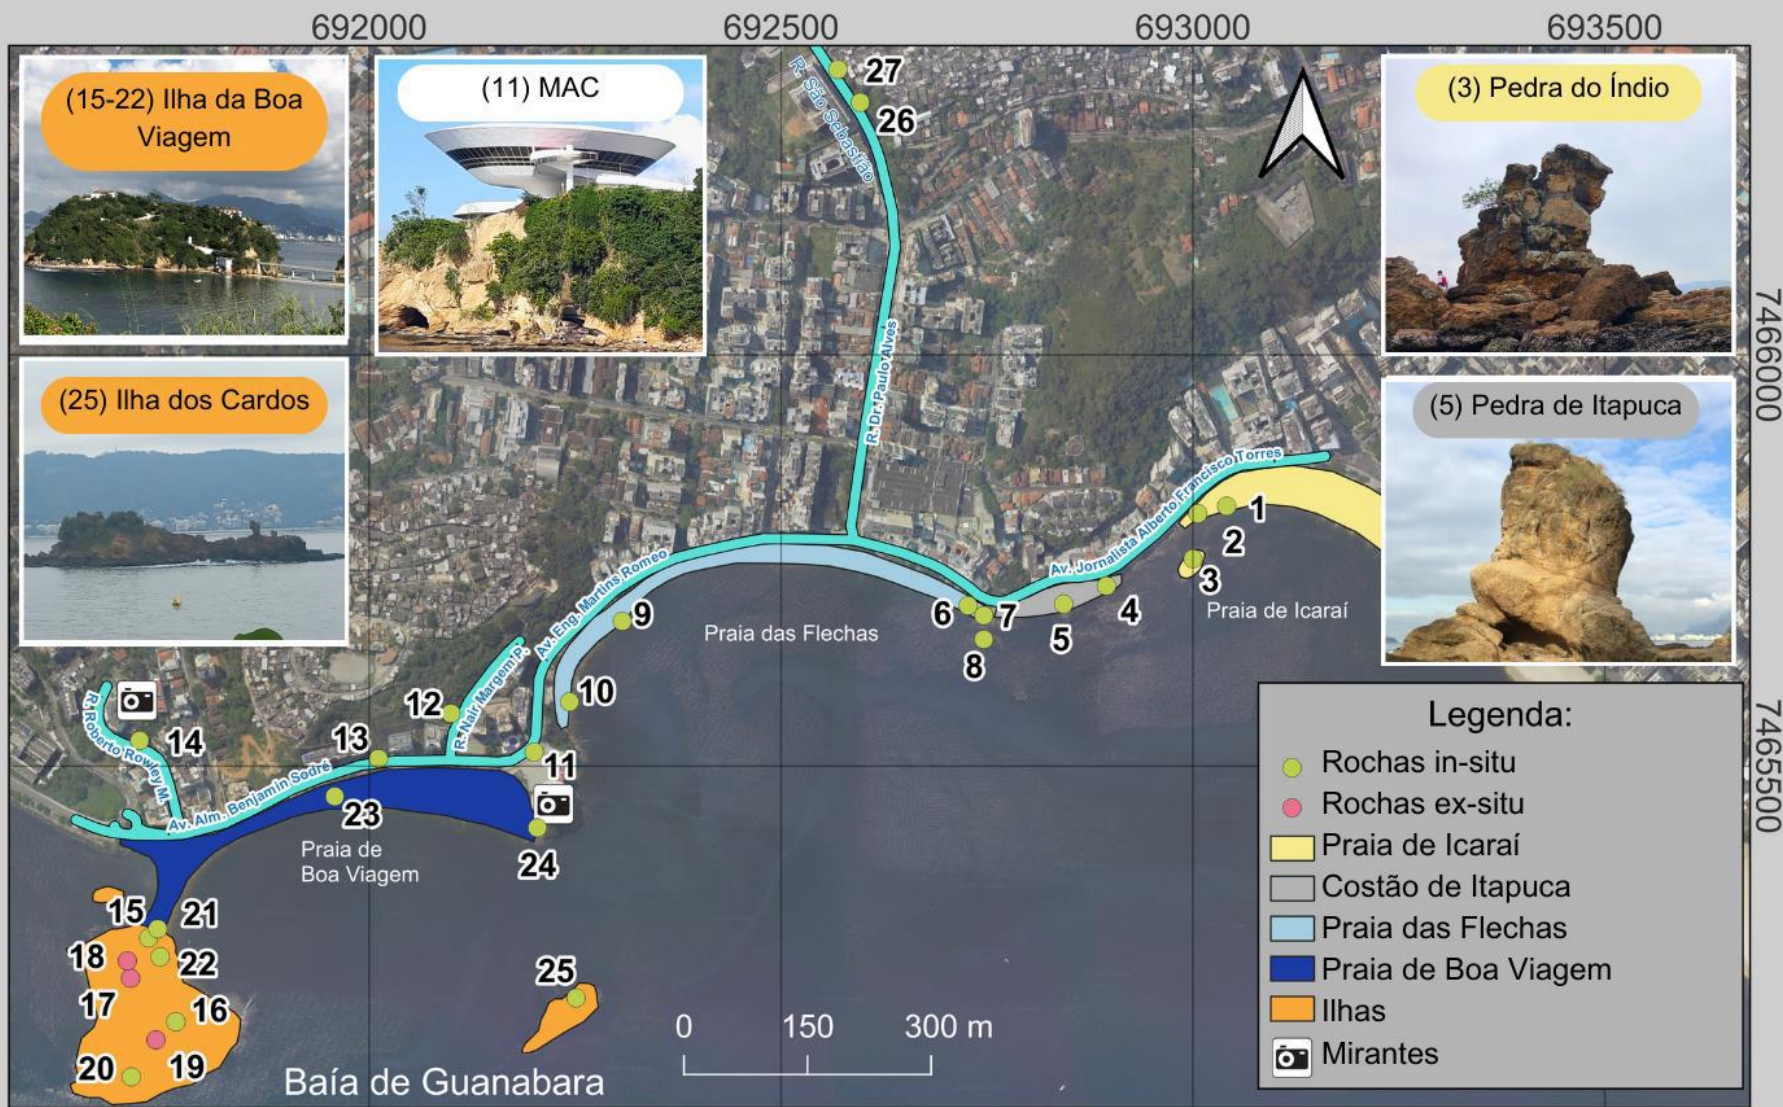 692000
692500
693000
693500
(15-22) Ilha da Boa
Viagem
(11) MAC
(3) Pedra do Índio
(25) Ilha dos Cardos
(5) Pedra de Itapuca
7466000
7465500
R. São Sebastião
R. Dr. Paulo Alves
Av. Jornalista Alberto Francisco Torres
Av. Eng. Martins Romeo
R. Nair Margem P.
R. Roberto Rowley M.
Av. Alm. Benjamin Sodré
27
26
1
2
3
4
5
6
7
8
9
10
11
12
13
14
23
24
15
21
18
22
17
16
20
19
25
Praia de Icaraí
Praia das Flechas
Praia de
Boa Viagem
Baía de Guanabara
0
150
300 m
Legenda:
Rochas in-situ
Rochas ex-situ
Praia de Icaraí
Costão de Itapuca
Praia das Flechas
Praia de Boa Viagem
Ilhas
Mirantes